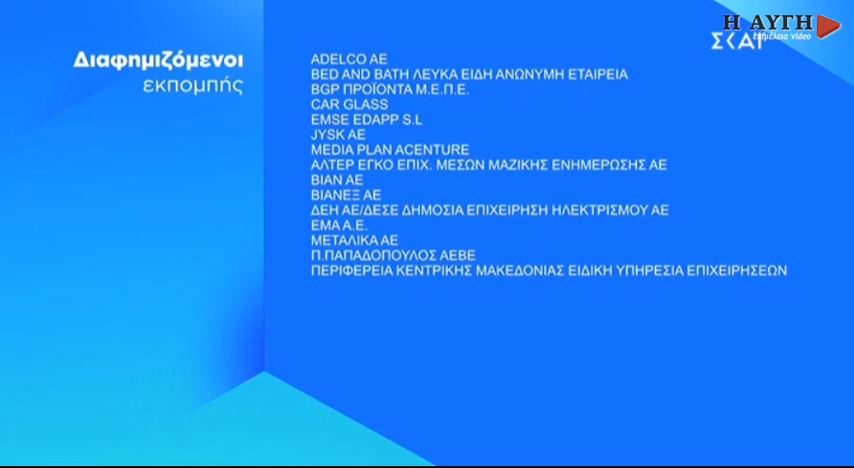 Η ΑΥΓΗ
επιμέλεια video
ΣΚΑΪ
Διαφημιζόμενοι
εκπομπής
ADELCO AE
BED AND BATH ΛΕΥΚΑ ΕΙΔΗ ΑΝΩΝΥΜΗ ΕΤΑΙΡΕΙΑ
BGP ΠΡΟΪΟΝΤΑ Μ.Ε.Π.Ε.
CAR GLASS
EMSE EDAPP S.L
JYSK AE
MEDIA PLAN ACENTURE
ΑΛΤΕΡ ΕΓΚΟ ΕΠΙΧ. ΜΕΣΩΝ ΜΑΖΙΚΗΣ ΕΝΗΜΕΡΩΣΗΣ ΑΕ
ΒΙΑΝ ΑΕ
ΒΙΑΝΕΞ ΑΕ
ΔΕΗ ΑΕ/ΔΕΣΕ ΔΗΜΟΣΙΑ ΕΠΙΧΕΙΡΗΣΗ ΗΛΕΚΤΡΙΣΜΟΥ ΑΕ
ΕΜΑ Α.Ε.
ΜΕΤΑΛΙΚΑ ΑΕ
Π.ΠΑΠΑΔΟΠΟΥΛΟΣ ΑΕΒΕ
ΠΕΡΙΦΕΡΕΙΑ ΚΕΝΤΡΙΚΗΣ ΜΑΚΕΔΟΝΙΑΣ ΕΙΔΙΚΗ ΥΠΗΡΕΣΙΑ ΕΠΙΧΕΙΡΗΣΕΩΝ